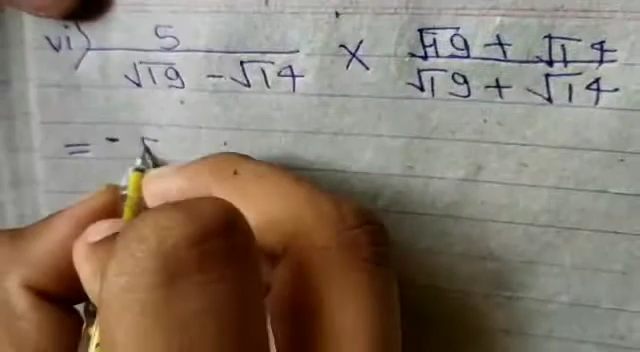 vi) 5/(√19 - √14) × (√19 + √14)/(√19 + √14)
= -